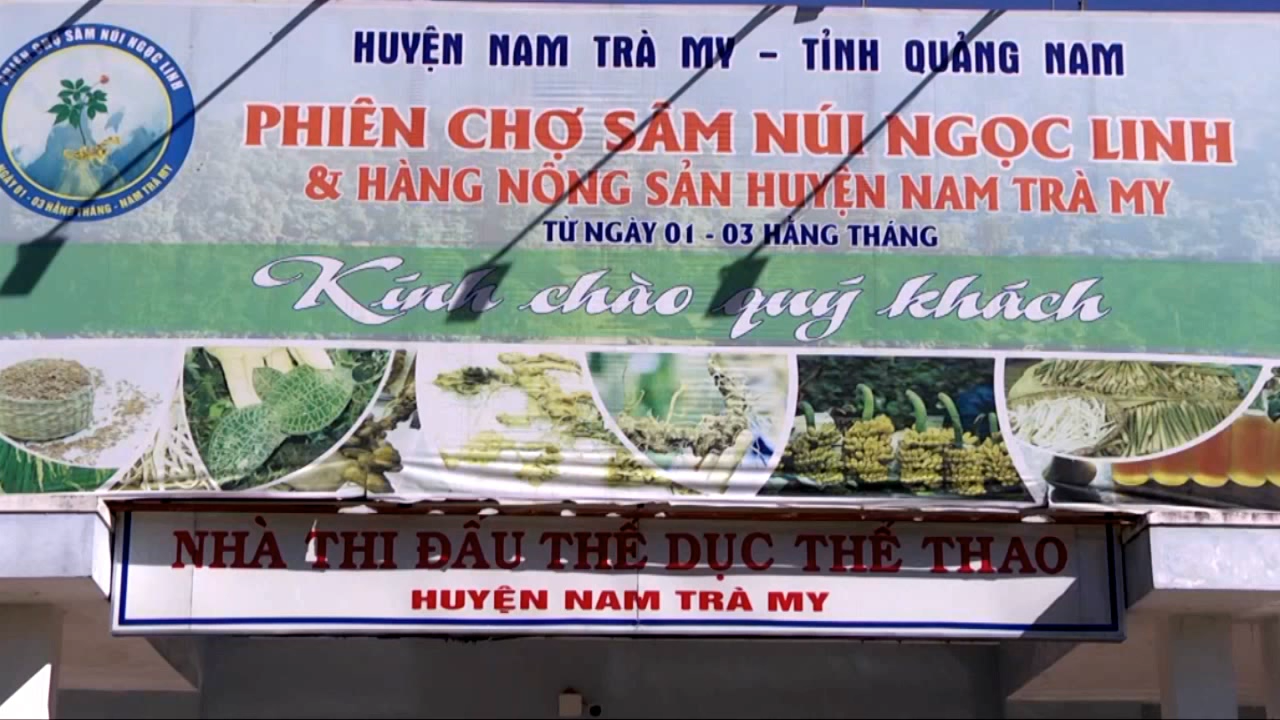 PHIÊN CHỢ SÂM NÚI NGỌC LINH
NGÀY 01 - 03 HẰNG THÁNG - NAM TRÀ MY
HUYỆN NAM TRÀ MY – TỈNH QUẢNG NAM
PHIÊN CHỢ SÂM NÚI NGỌC LINH
& HÀNG NÔNG SẢN HUYỆN NAM TRÀ MY
TỪ NGÀY 01 - 03 HẰNG THÁNG
Kính chào quý khách
NHÀ THI ĐẤU THỂ DỤC THỂ THAO
HUYỆN NAM TRÀ MY